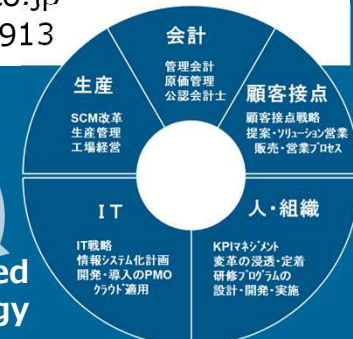 co.jp
913
会計
管理会計
原価管理
公認会計士
生産
SCM改革
生産管理
工場経営
顧客接点
顧客接点戦略
提案・ソリューション営業
販売・営業プロセス
IT
IT戦略
情報システム化計画
開発・導入のPMO
クラウド適用
人・組織
KPIマネジメント・
変革の浸透・定着
研修プログラムの
設計・開発・実施
ed
gy